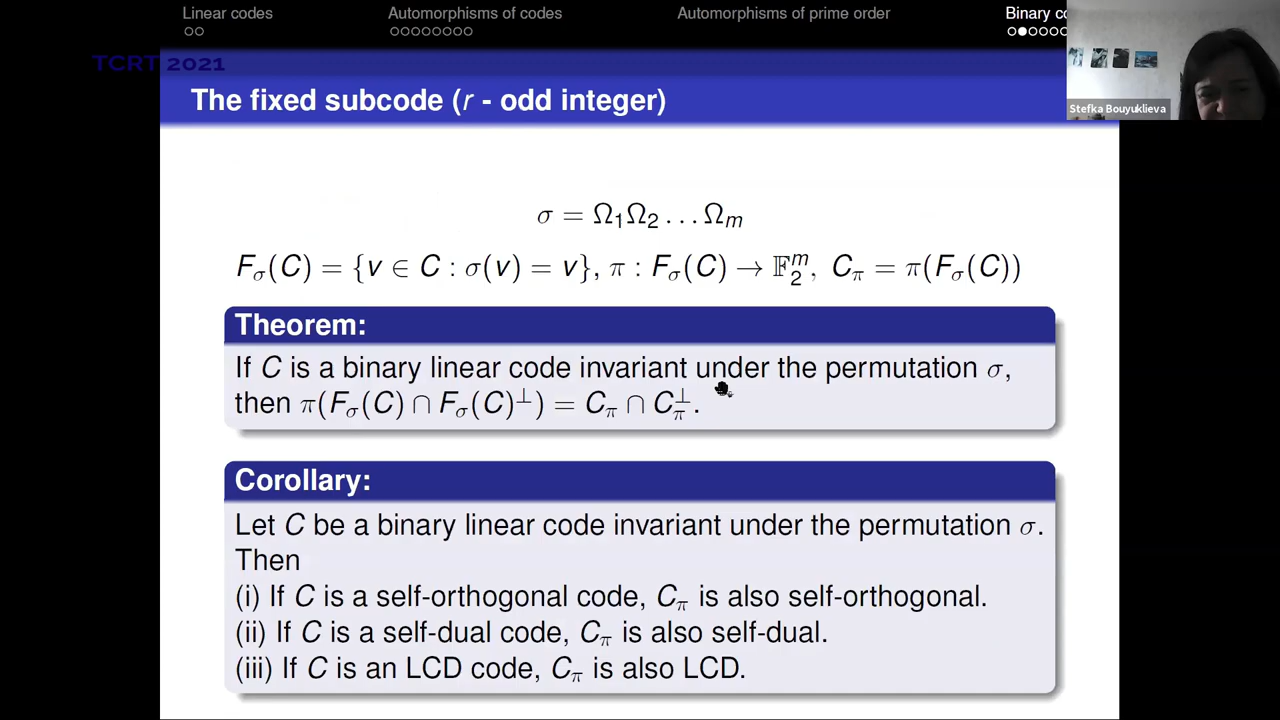 Linear codes
Automorphisms of codes
Automorphisms of prime order
Binary
TCRT 2021
Stefka Bouyuklieva
The fixed subcode (r - odd integer)
σ = Ω₁Ω₂ … Ωₘ
F_σ(C) = {v ∈ C : σ(v) = v}, π : F_σ(C) → 𝔽₂ᵐ, C_π = π(F_σ(C))
Theorem:
If C is a binary linear code invariant under the permutation σ,
then π(F_σ(C) ∩ F_σ(C)^⊥) = C_π ∩ C_π^⊥.
Corollary:
Let C be a binary linear code invariant under the permutation σ.
Then
(i) If C is a self-orthogonal code, C_π is also self-orthogonal.
(ii) If C is a self-dual code, C_π is also self-dual.
(iii) If C is an LCD code, C_π is also LCD.